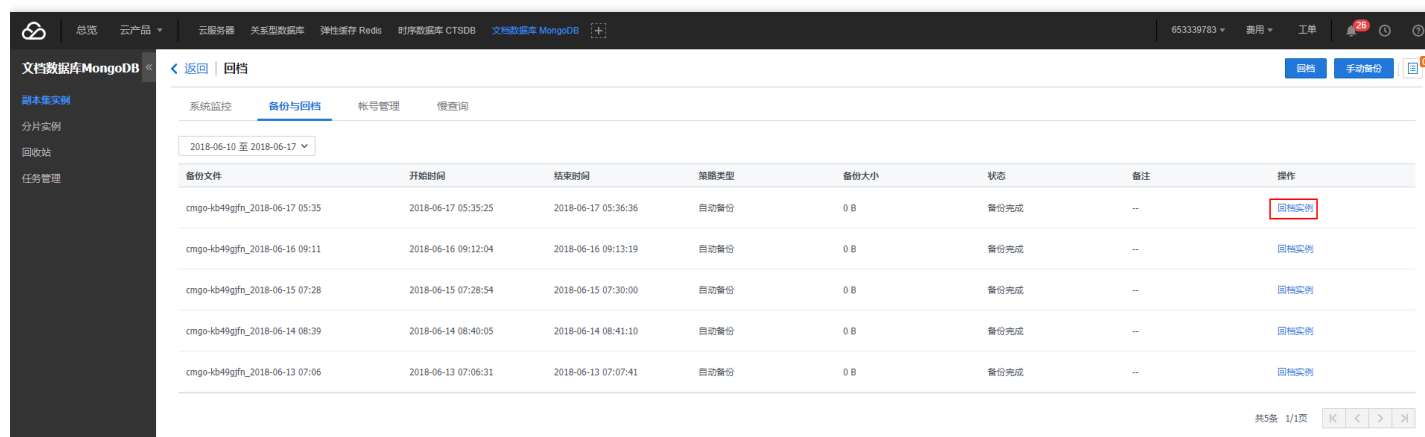 总览 云产品 云服务器 关系型数据库 弹性缓存 Redis 时序数据库 CTSDB 文档数据库 MongoDB 653339783 费用 工单 26
文档数据库MongoDB « 返回 | 回档 回档 手动备份
副本集实例
分片实例
回收站
任务管理
系统监控 备份与回档 帐号管理 慢查询
2018-06-10 至 2018-06-17
备份文件 开始时间 结束时间 策略类型 备份大小 状态 备注 操作
cmgo-kb49gjfn_2018-06-17 05:35 2018-06-17 05:35:25 2018-06-17 05:36:36 自动备份 0 B 备份完成 -- 回档实例
cmgo-kb49gjfn_2018-06-16 09:11 2018-06-16 09:12:04 2018-06-16 09:13:19 自动备份 0 B 备份完成 -- 回档实例
cmgo-kb49gjfn_2018-06-15 07:28 2018-06-15 07:28:54 2018-06-15 07:30:00 自动备份 0 B 备份完成 -- 回档实例
cmgo-kb49gjfn_2018-06-14 08:39 2018-06-14 08:40:05 2018-06-14 08:41:10 自动备份 0 B 备份完成 -- 回档实例
cmgo-kb49gjfn_2018-06-13 07:06 2018-06-13 07:06:31 2018-06-13 07:07:41 自动备份 0 B 备份完成 -- 回档实例
共5条 1/1页